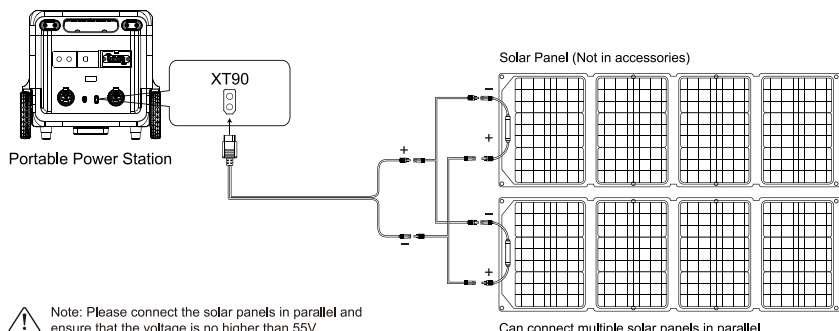 Solar Panel (Not in accessories)
XT90
Portable Power Station
Note: Please connect the solar panels in parallel and
ensure that the voltage is no higher than 55V
Can connect multiple solar panels in parallel